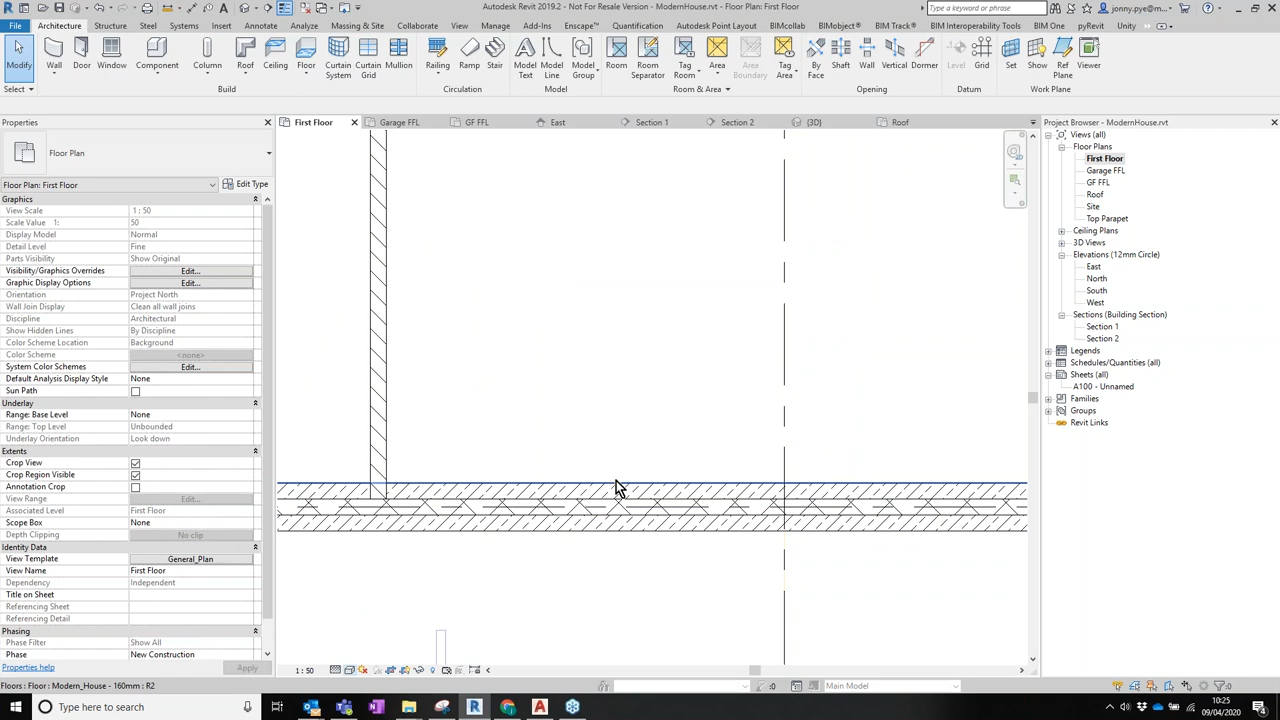 Autodesk Revit 2019.2 - Not For Resale Version - ModernHouse.rvt - Floor Plan: First Floor
Type a keyword or phrase
jonny.pye@a...
File Architecture Structure Steel Systems Insert Annotate Analyze Massing & Site Collaborate View Manage Add-Ins Enscape™ Quantification Autodesk Point Layout BIMcollab BIMobject® BIM Track® BIM Interoperability Tools BIM One pyRevit Unity
Modify Wall Door Window Component Column Roof Ceiling Floor Curtain System Curtain Grid Mullion Railing Ramp Stair Model Text Model Line Model Group Room Room Separator Tag Room Area Area Boundary Tag Area By Face Shaft Wall Vertical Dormer Level Grid Set Show Ref Plane Viewer
Select Build Circulation Model Room & Area Opening Datum Work Plane
Properties
First Floor Garage FFL GF FFL East Section 1 Section 2 {3D} Roof
Project Browser - ModernHouse.rvt
Floor Plan
Floor Plan: First Floor Edit Type
Graphics
View Scale 1 : 50
Scale Value 1: 50
Display Model Normal
Detail Level Fine
Parts Visibility Show Original
Visibility/Graphics Overrides Edit...
Graphic Display Options Edit...
Orientation Project North
Wall Join Display Clean all wall joins
Discipline Architectural
Show Hidden Lines By Discipline
Color Scheme Location Background
Color Scheme <none>
System Color Schemes Edit...
Default Analysis Display Style None
Sun Path
Underlay
Range: Base Level None
Range: Top Level Unbounded
Underlay Orientation Look down
Extents
Crop View
Crop Region Visible
Annotation Crop
View Range Edit...
Associated Level First Floor
Scope Box None
Depth Clipping No clip
Identity Data
View Template General_Plan
View Name First Floor
Dependency Independent
Title on Sheet
Referencing Sheet
Referencing Detail
Phasing
Phase Filter Show All
Phase New Construction
Properties help Apply
Views (all)
Floor Plans
First Floor
Garage FFL
GF FFL
Roof
Site
Top Parapet
Ceiling Plans
3D Views
Elevations (12mm Circle)
East
North
South
West
Sections (Building Section)
Section 1
Section 2
Legends
Schedules/Quantities (all)
Sheets (all)
A100 - Unnamed
Families
Groups
Revit Links
1 : 50
Floors : Floor : Modern_House - 160mm : R2
:0 Main Model :0
Type here to search
10:25
09/04/2020